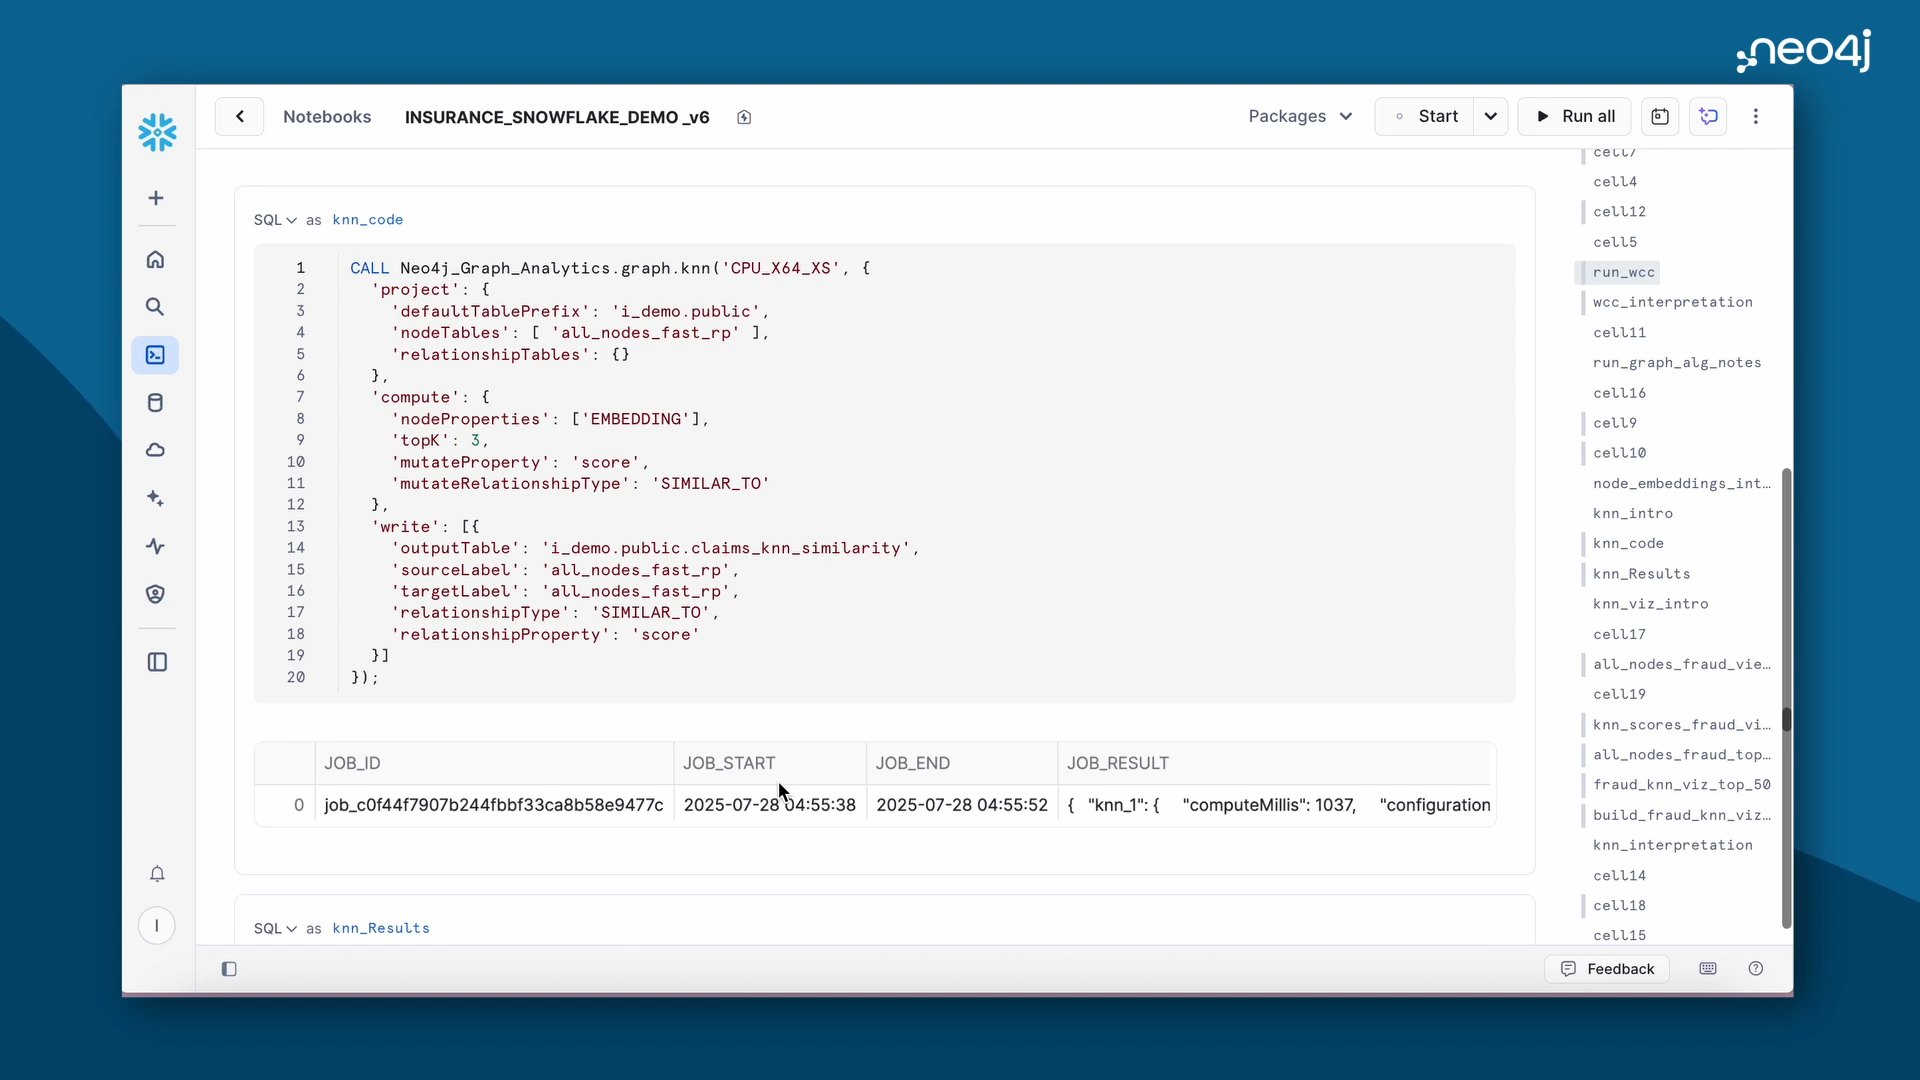 neo4j
Notebooks
INSURANCE_SNOWFLAKE_DEMO _v6
Packages
Start
Run all
SQL as knn_code
1 CALL Neo4j_Graph_Analytics.graph.knn('CPU_X64_XS', {
2 'project': {
3 'defaultTablePrefix': 'i_demo.public',
4 'nodeTables': [ 'all_nodes_fast_rp' ],
5 'relationshipTables': {}
6 },
7 'compute': {
8 'nodeProperties': ['EMBEDDING'],
9 'topK': 3,
10 'mutateProperty': 'score',
11 'mutateRelationshipType': 'SIMILAR_TO'
12 },
13 'write': [{
14 'outputTable': 'i_demo.public.claims_knn_similarity',
15 'sourceLabel': 'all_nodes_fast_rp',
16 'targetLabel': 'all_nodes_fast_rp',
17 'relationshipType': 'SIMILAR_TO',
18 'relationshipProperty': 'score'
19 }]
20 });
JOB_ID JOB_START JOB_END JOB_RESULT
0 job_c0f44f7907b244fbbf33ca8b58e9477c 2025-07-28 04:55:38 2025-07-28 04:55:52 { "knn_1": { "computeMillis": 1037, "configuration
SQL as knn_Results
cell7
cell4
cell12
cell5
run_wcc
wcc_interpretation
cell11
run_graph_alg_notes
cell16
cell9
cell10
node_embeddings_int…
knn_intro
knn_code
knn_Results
knn_viz_intro
cell17
all_nodes_fraud_vie…
cell19
knn_scores_fraud_vi…
all_nodes_fraud_top…
fraud_knn_viz_top_50
build_fraud_knn_viz…
knn_interpretation
cell14
cell18
cell15
I
Feedback